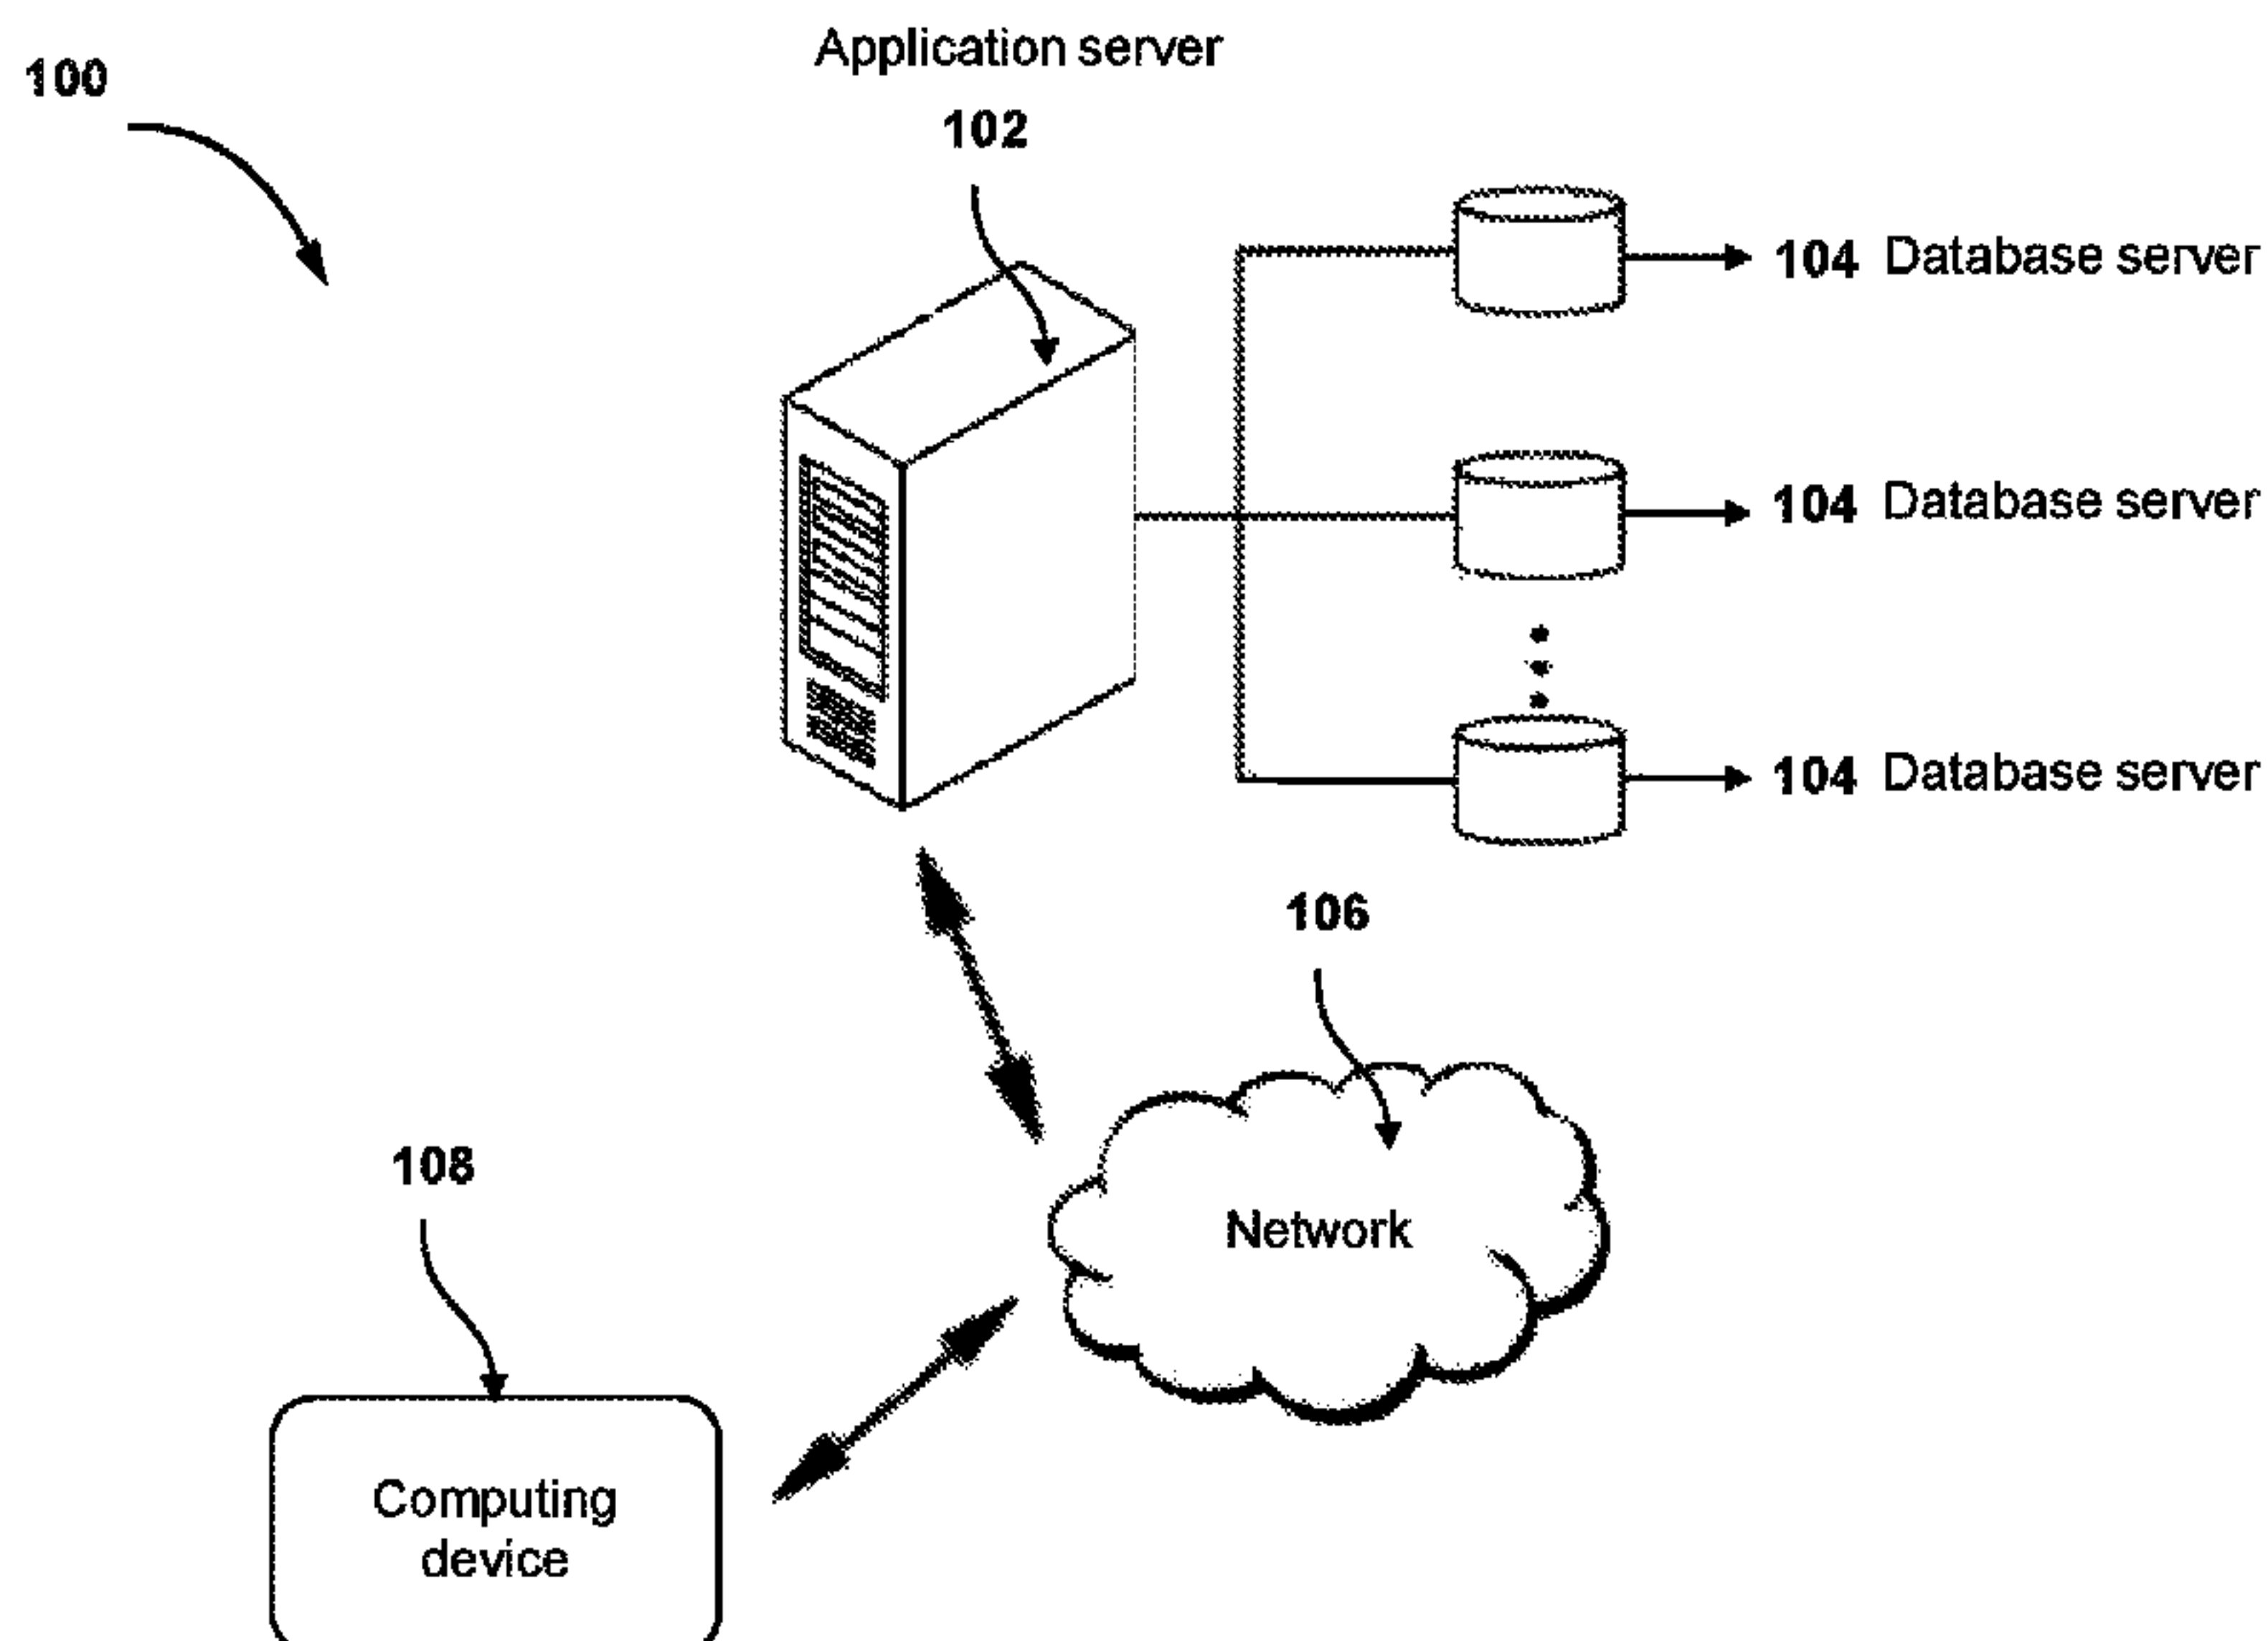 Application server
100
102
104 Database server
104 Database server
104 Database server
106
108
Network
Computing
device